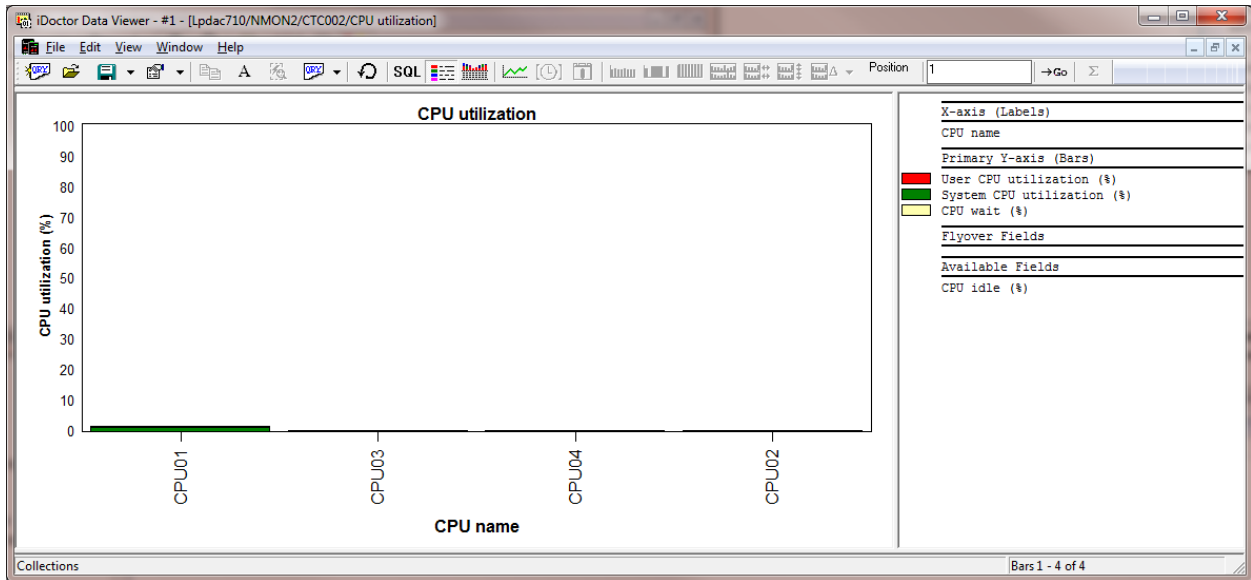 iDoctor Data Viewer - #1 - [Lpdac710/NMON2/CTC002/CPU utilization]
File Edit View Window Help
SQL Position 1 Go Σ
CPU utilization
100
90
80
70
60
50
40
30
20
10
0
CPU utilization (%)
CPU01 CPU03 CPU04 CPU02
CPU name
X-axis (Labels)
CPU name
Primary Y-axis (Bars)
User CPU utilization (%)
System CPU utilization (%)
CPU wait (%)
Flyover Fields
Available Fields
CPU idle (%)
Collections
Bars 1 - 4 of 4